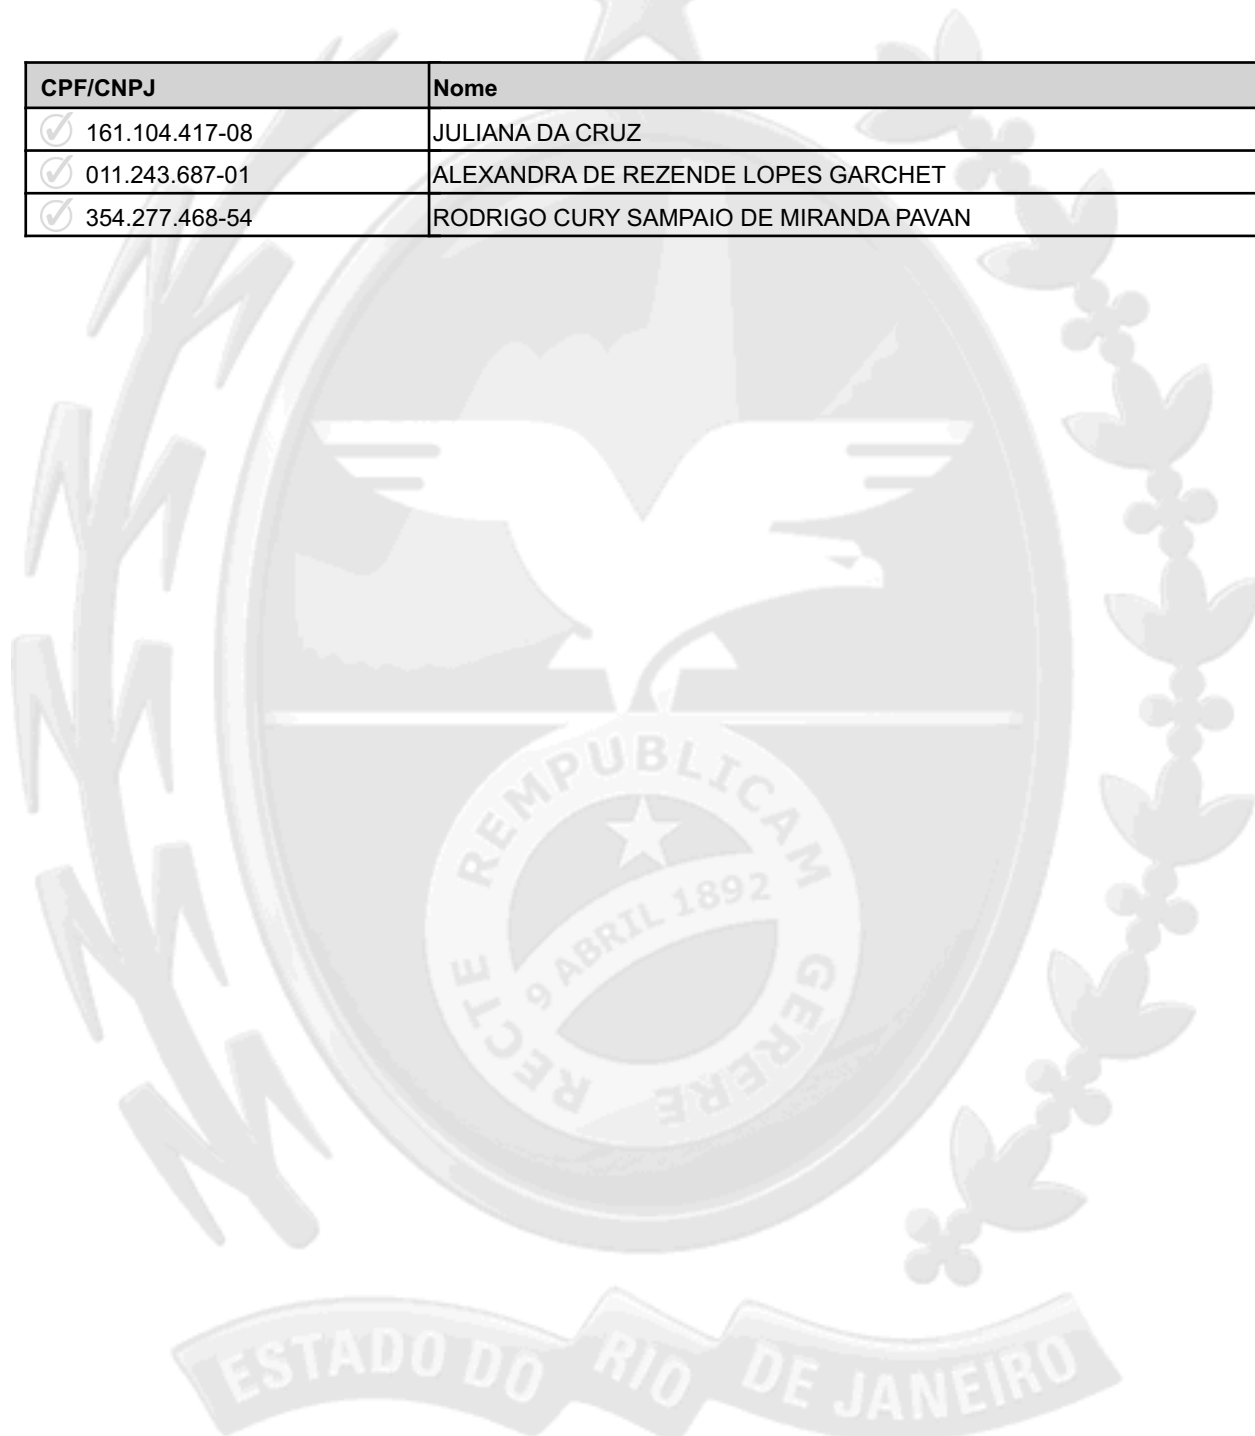 CPF/CNPJ Nome
161.104.417-08 JULIANA DA CRUZ
011.243.687-01 ALEXANDRA DE REZENDE LOPES GARCHET
354.277.468-54 RODRIGO CURY SAMPAIO DE MIRANDA PAVAN
RECTE REMPUBLICAM GERERE
9 ABRIL 1892
ESTADO DO RIO DE JANEIRO